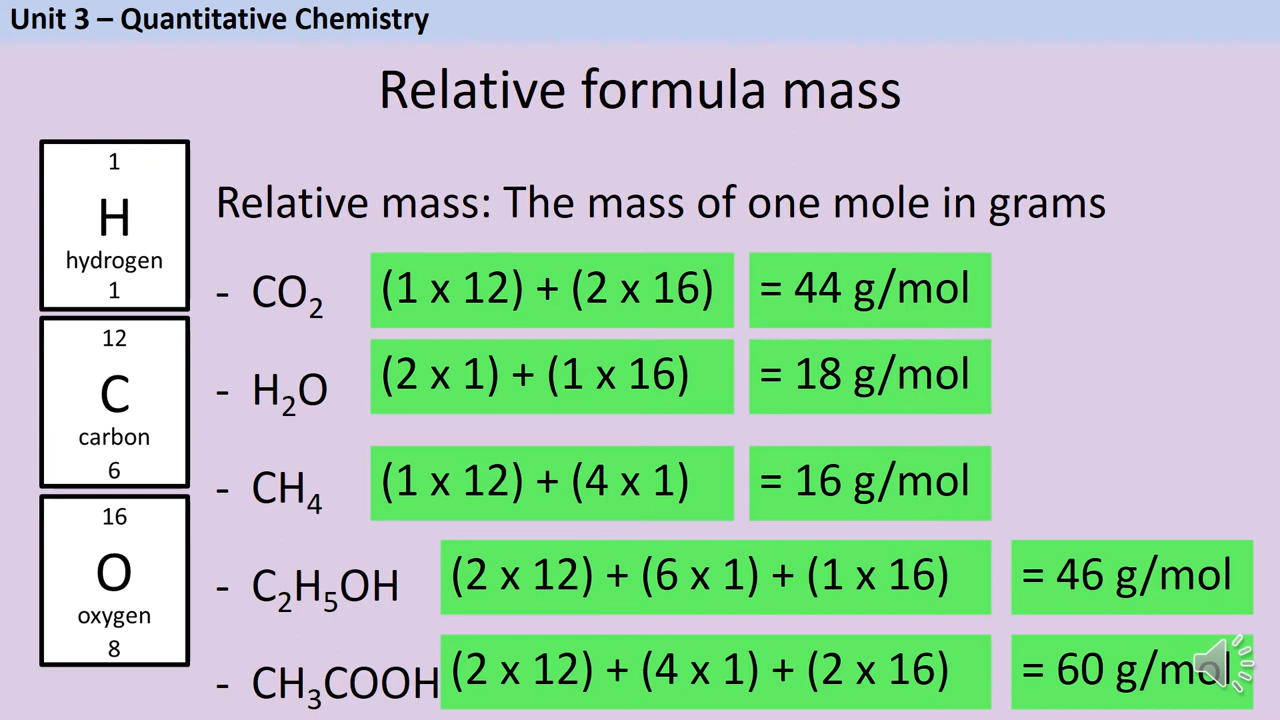 Unit 3 – Quantitative Chemistry
Relative formula mass
1
H
hydrogen
1
12
C
carbon
6
16
O
oxygen
8
Relative mass: The mass of one mole in grams
- CO₂ (1 x 12) + (2 x 16) = 44 g/mol
- H₂O (2 x 1) + (1 x 16) = 18 g/mol
- CH₄ (1 x 12) + (4 x 1) = 16 g/mol
- C₂H₅OH (2 x 12) + (6 x 1) + (1 x 16) = 46 g/mol
- CH₃COOH (2 x 12) + (4 x 1) + (2 x 16) = 60 g/mol